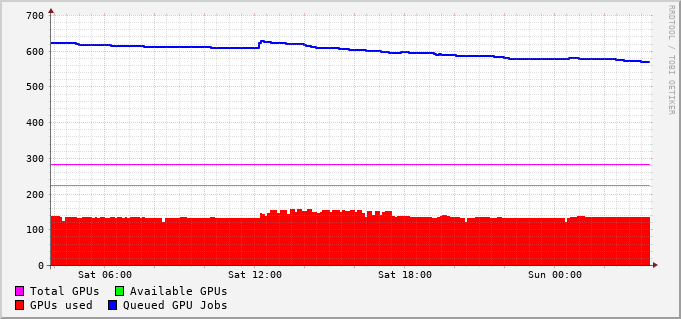 700
600
500
400
300
200
100
0
Sat 06:00 Sat 12:00 Sat 18:00 Sun 00:00
Total GPUs Available GPUs
GPUs used Queued GPU Jobs
RRDTOOL / TOBI OETIKER